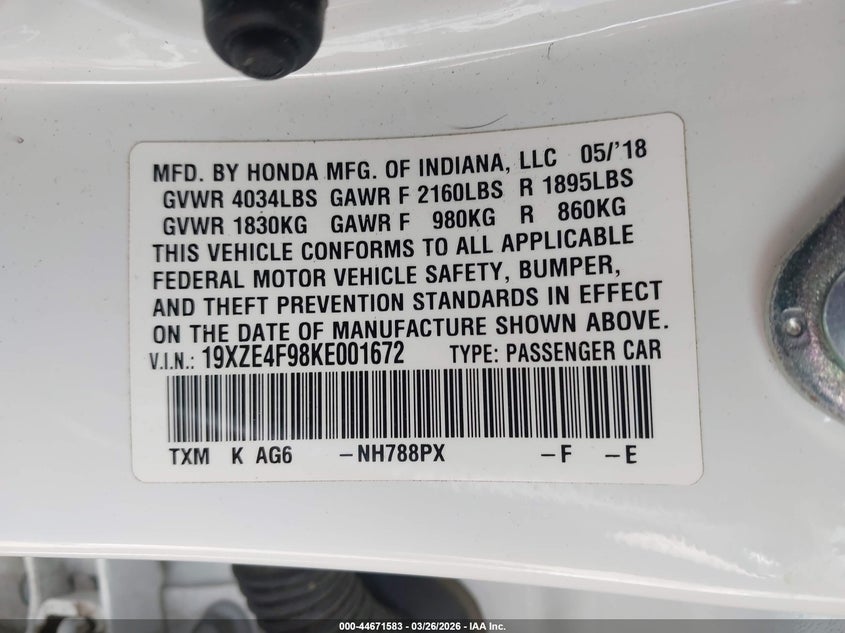 MFD. BY HONDA MFG. OF INDIANA, LLC 05/'18
GVWR 4034LBS GAWR F 2160LBS R 1895LBS
GVWR 1830KG GAWR F 980KG R 860KG
THIS VEHICLE CONFORMS TO ALL APPLICABLE
FEDERAL MOTOR VEHICLE SAFETY, BUMPER,
AND THEFT PREVENTION STANDARDS IN EFFECT
ON THE DATE OF MANUFACTURE SHOWN ABOVE.
V.I.N.: 19XZE4F98KE001672 TYPE: PASSENGER CAR
TXM K AG6 -NH788PX -F -E
000-44671583 - 03/26/2026 - IAA Inc.